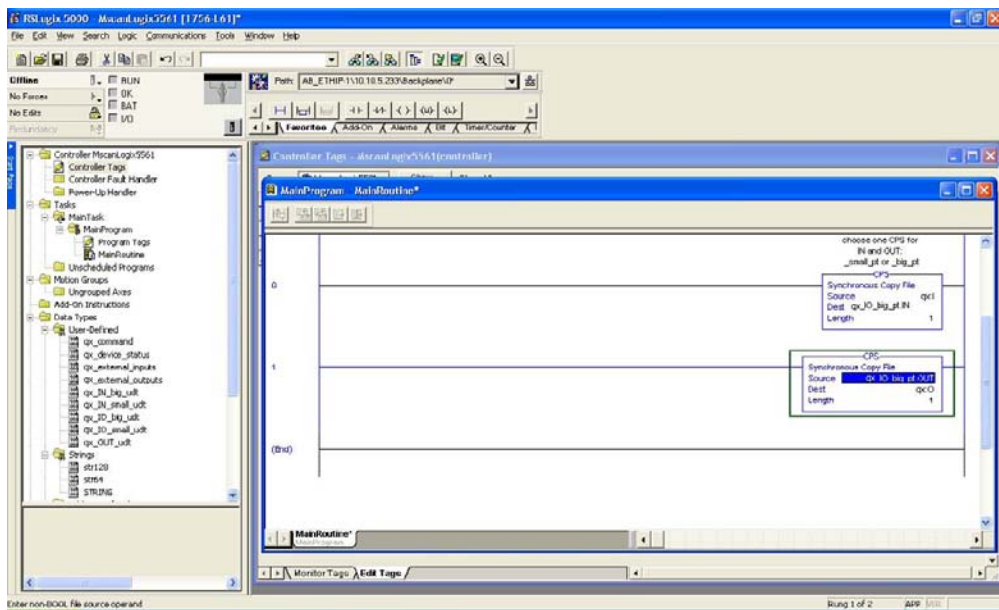 RSLogix 5000 - MscanLogix5561 [1756-L61]*
File Edit View Search Logic Communications Tools Window Help
Offline
RUN
No Forces
OK
BAT
No Edits
I/O
Redundancy
Path: AB_ETHIP-1\10.10.5.233\Backplane\0*
Favorites Add-On Alarms Bit Timer/Counter
Start Page
Controller MscanLogix5561
Controller Tags
Controller Fault Handler
Power-Up Handler
Tasks
MainTask
MainProgram
Program Tags
MainRoutine
Unscheduled Programs
Motion Groups
Ungrouped Axes
Add-On Instructions
Data Types
User-Defined
qx_command
qx_device_status
qx_external_inputs
qx_external_outputs
qx_IN_big_udt
qx_IN_small_udt
qx_IO_big_udt
qx_IO_small_udt
qx_OUT_udt
Strings
str128
str64
STRING
Controller Tags - MscanLogix5561(controller)
MainProgram - MainRoutine*
choose one CPS for
IN and OUT:
_small_pt or _big_pt
0
CPS
Synchronous Copy File
Source qx:I
Dest qx_IO_big_pt.IN
Length 1
1
CPS
Synchronous Copy File
Source qx_IO_big_pt.OUT
Dest qx:O
Length 1
(End)
MainRoutine*
MainProgram
Monitor Tags Edit Tags
Enter non-BOOL file source operand
Rung 1 of 2 APP VER